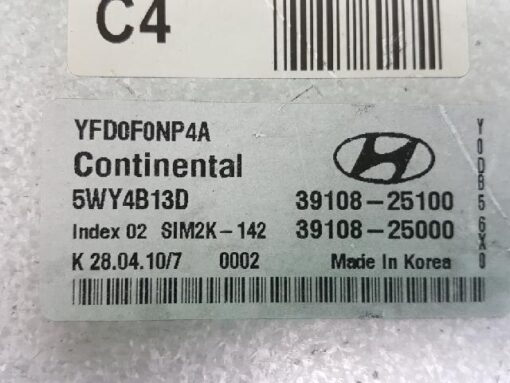 C4
YFD0F0NP4A
Continental
5WY4B13D
39108-25100
Index 02 SIM2K-142
39108-25000
K 28.04.10/7 0002
Made In Korea
Y0DB56X0